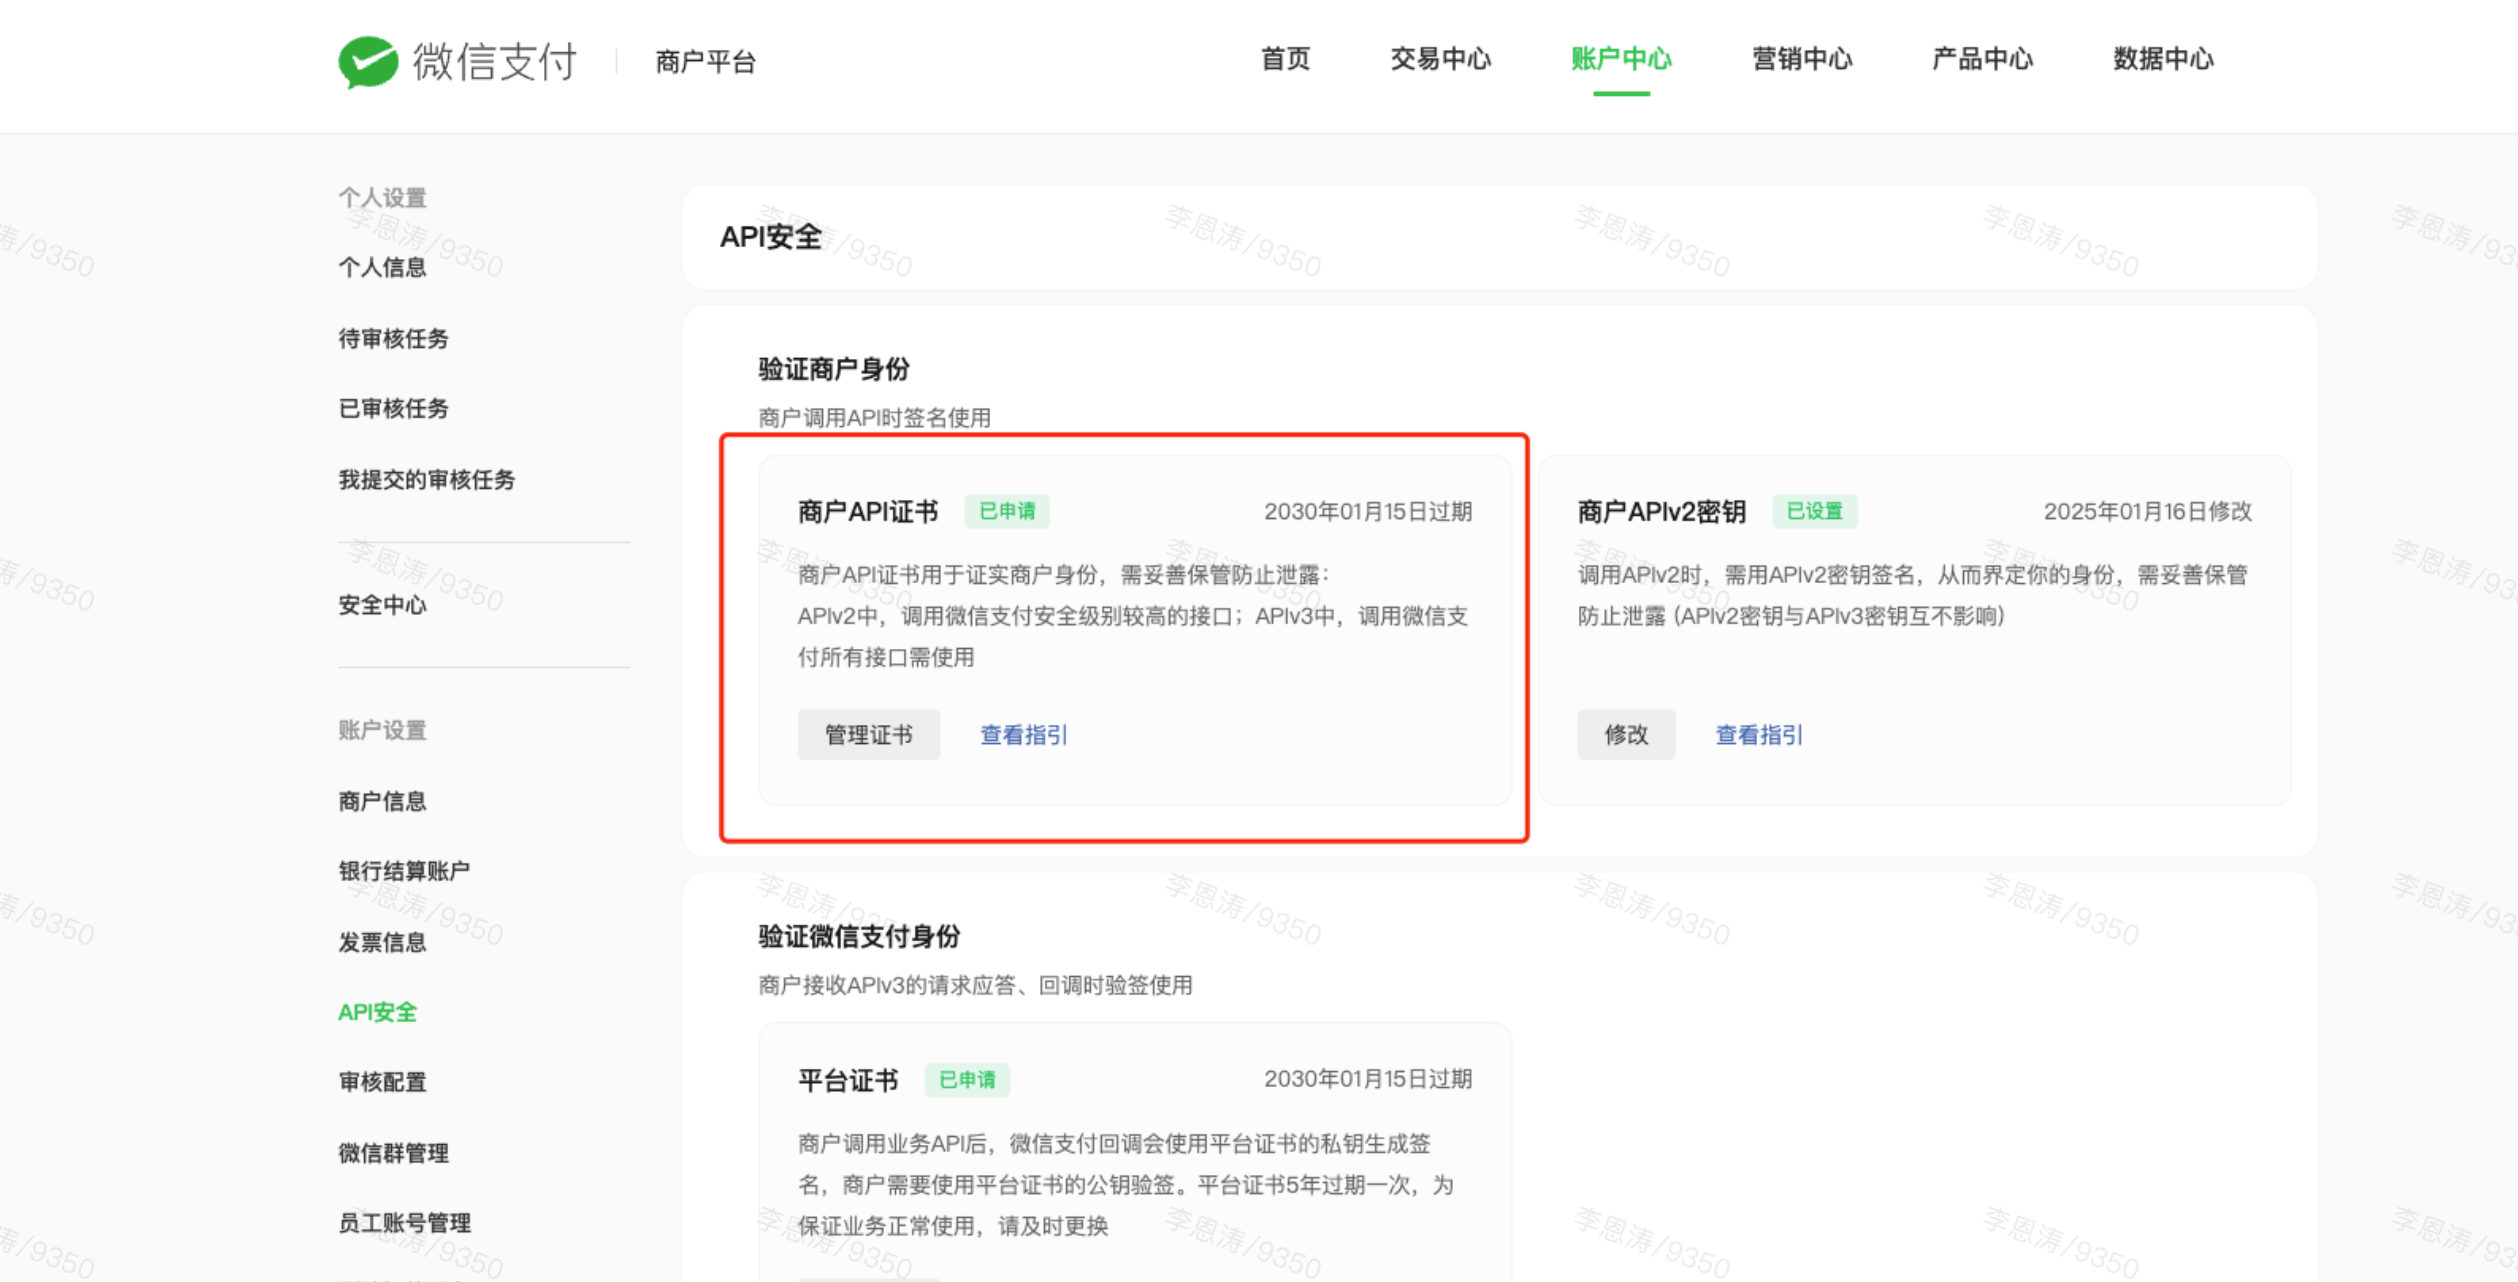 微信支付
商户平台
首页
交易中心
账户中心
营销中心
产品中心
数据中心
个人设置
个人信息
待审核任务
已审核任务
我提交的审核任务
安全中心
账户设置
商户信息
银行结算账户
发票信息
API安全
审核配置
微信群管理
员工账号管理
API安全
验证商户身份
商户调用API时签名使用
商户API证书
已申请
2030年01月15日过期
商户API证书用于证实商户身份，需妥善保管防止泄露：
APIv2中，调用微信支付安全级别较高的接口；APIv3中，调用微信支
付所有接口需使用
管理证书
查看指引
商户APIv2密钥
已设置
2025年01月16日修改
调用APIv2时，需用APIv2密钥签名，从而界定你的身份，需妥善保管
防止泄露 (APIv2密钥与APIv3密钥互不影响)
修改
查看指引
验证微信支付身份
商户接收APIv3的请求应答、回调时验签使用
平台证书
已申请
2030年01月15日过期
商户调用业务API后，微信支付回调会使用平台证书的私钥生成签
名，商户需要使用平台证书的公钥验签。平台证书5年过期一次，为
保证业务正常使用，请及时更换
李恩涛/9350